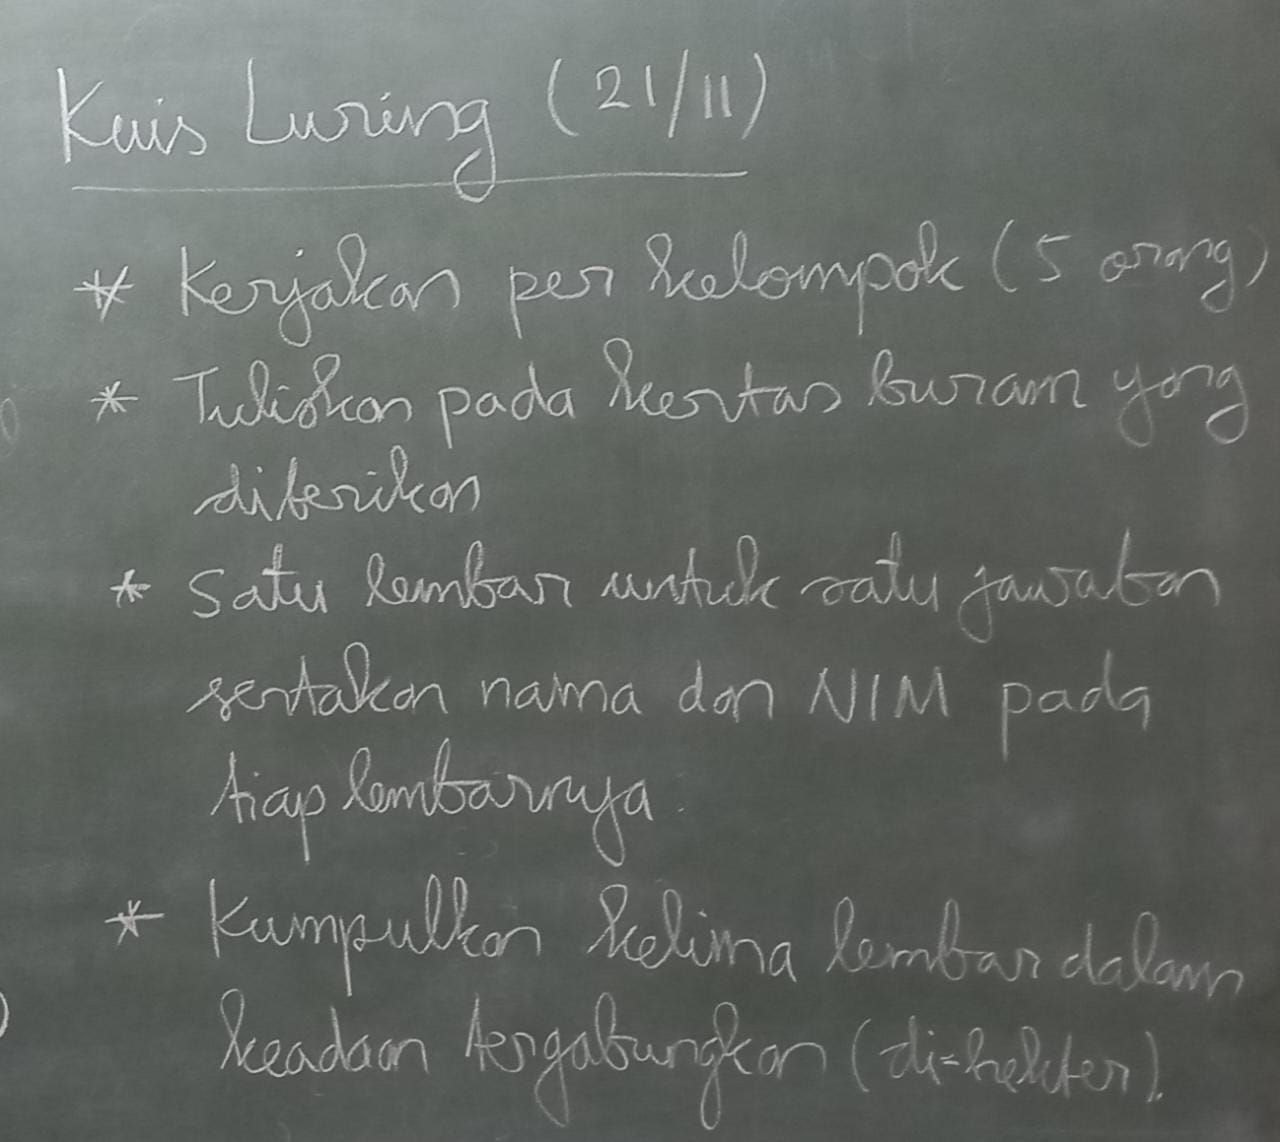 Kuis Luring (21/11)
* Kerjakan per kelompok (5 orang)
* Tuliskan pada kertas buram yang
diberikan
* Satu lembar untuk satu jawaban
sertakan nama dan NIM pada
tiap lembarnya.
* Kumpulkan kelima lembar dalam
keadaan tergabungkan (di-hekter).